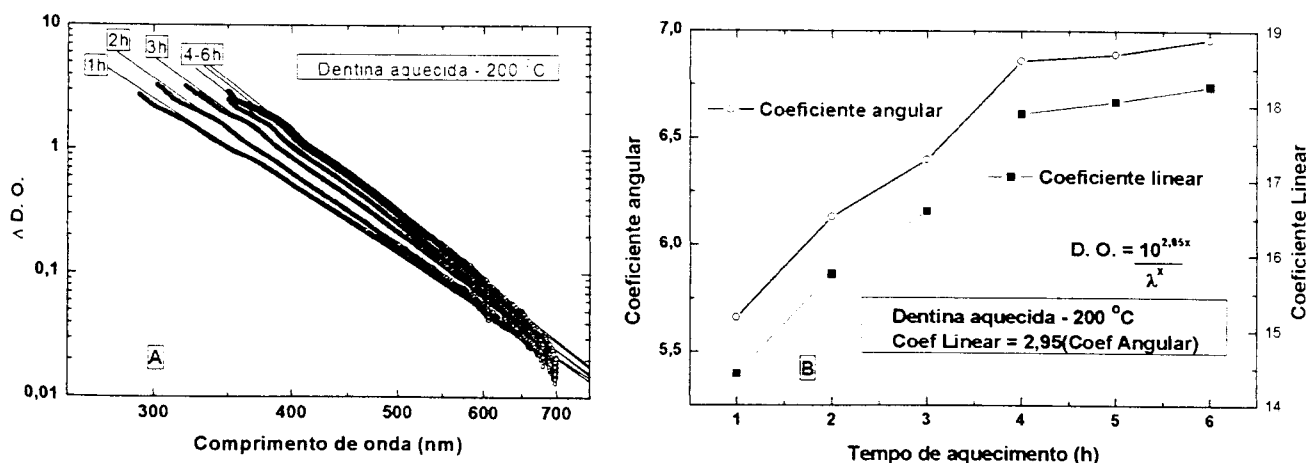 10
1
0,1
0,01
Δ D. O.
1h
2h
3h
4-6h
Dentina aquecida - 200 °C
A
300
400
500
600
700
Comprimento de onda (nm)
7,0
6,5
6,0
5,5
Coeficiente angular
Coeficiente angular
Coeficiente linear
D. O. = 10^2,95x
λ^x
Dentina aquecida - 200 °C
Coef Linear = 2,95(Coef Angular)
B
19
18
17
16
15
14
Coeficiente Linear
1
2
3
4
5
6
Tempo de aquecimento (h)